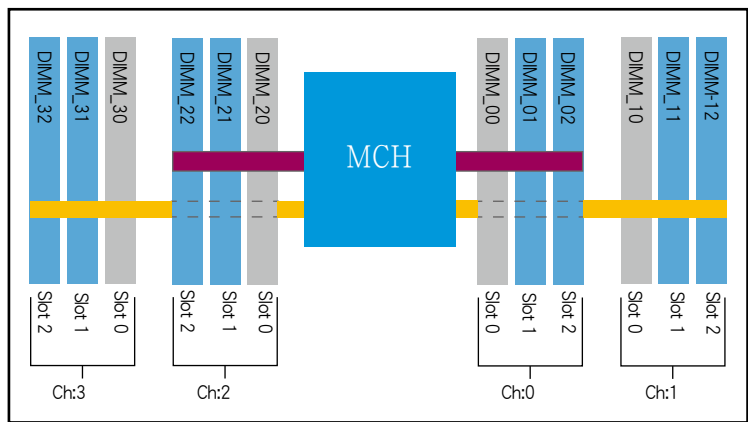 DIMM_32
DIMM_31
DIMM_30
DIMM_22
DIMM_21
DIMM_20
MCH
DIMM_00
DIMM_01
DIMM_02
DIMM_10
DIMM_11
DIMM-12
Slot 2
Slot 1
Slot 0
Slot 2
Slot 1
Slot 0
Slot 0
Slot 1
Slot 2
Slot 0
Slot 1
Slot 2
Ch:3
Ch:2
Ch:0
Ch:1